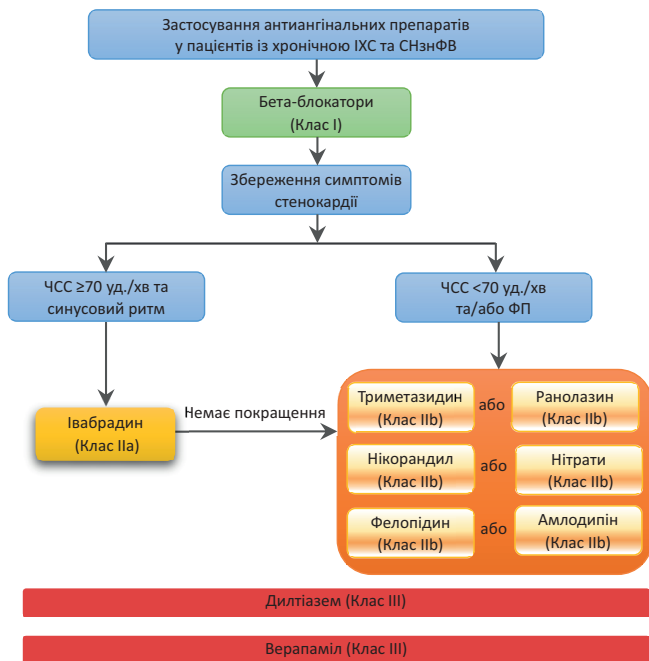 Застосування антиангінальних препаратів
у пацієнтів із хронічною ІХС та СНзнФВ
Бета-блокатори
(Клас I)
Збереження симптомів
стенокардії
ЧСС ≥70 уд./хв та
синусовий ритм
ЧСС <70 уд./хв
та/або ФП
Івабрадин
(Клас IIa)
Немає покращення
Триметазидин
(Клас IIb)
або
Ранолазин
(Клас IIb)
Нікорандил
(Клас IIb)
або
Нітрати
(Клас IIb)
Фелопідин
(Клас IIb)
або
Амлодипін
(Клас IIb)
Дилтіазем (Клас III)
Верапаміл (Клас III)